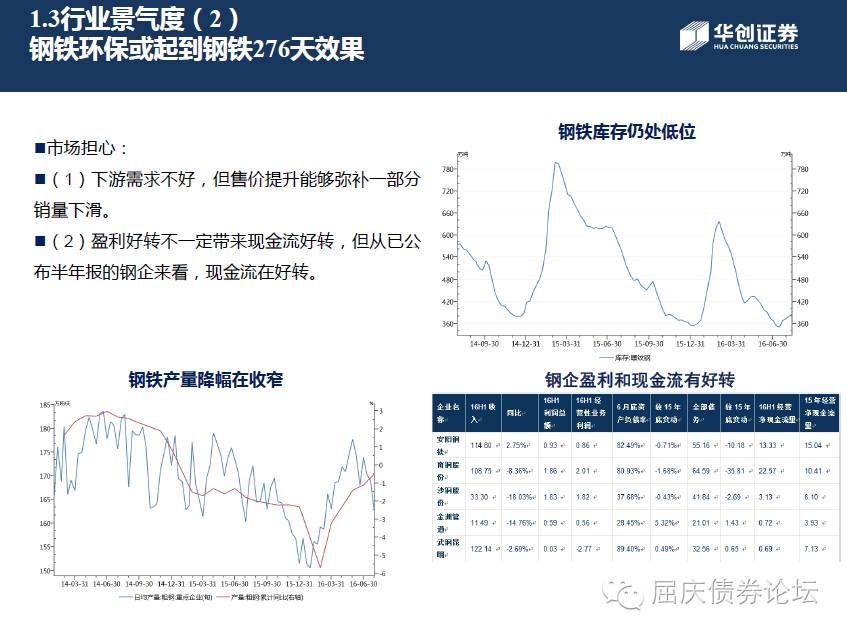 1.3行业景气度（2）
钢铁环保或起到钢铁276天效果
华创证券
HUA CHUANG SECURITIES
■市场担心：
■（1）下游需求不好，但售价提升能够弥补一部分
销量下滑。
■（2）盈利好转不一定带来现金流好转，但从已公
布半年报的钢企来看，现金流在好转。
钢铁库存仍处低位
万吨 万吨
780 780
720 720
660 660
600 600
540 540
480 480
420 420
360 360
14-09-30 14-12-31 15-03-31 15-06-30 15-09-30 15-12-31 16-03-31 16-06-30
库存:螺纹钢
钢铁产量降幅在收窄
万吨/天 %
185 3
180 2
175 1
170 0
165 -1
160 -2
155 -3
150 -4
-5
-6
14-03-31 14-06-30 14-09-30 14-12-31 15-03-31 15-06-30 15-09-30 15-12-31 16-03-31 16-06-30
日均产量:粗钢:重点企业(旬) 产量:粗钢:累计同比(右轴)
钢企盈利和现金流有好转
企业名称 16H1收入 同比 16H1利润总额 16H1经营性业务利润 6月底资产负债率 较15年底变动 全部债务 较15年底变动 16H1经营净现金流量 15年经营净现金流量
安阳钢铁 114.60 2.75% 0.93 0.86 82.49% -0.71% 55.16 -10.18 13.33 15.04
南钢股份 108.75 -8.36% 1.86 2.01 80.93% -1.68% 64.59 -35.81 22.57 10.41
沙钢股份 33.30 -18.03% 1.63 1.82 37.68% -0.43% 41.84 -2.69 3.13 6.10
金洲管道 11.49 -14.76% 0.59 0.56 28.45% 5.32% 21.01 1.43 0.72 3.93
武钢昆明 122.14 -2.69% 0.03 -2.77 89.40% 0.49% 32.56 0.65 0.69 7.13
屈庆债券论坛